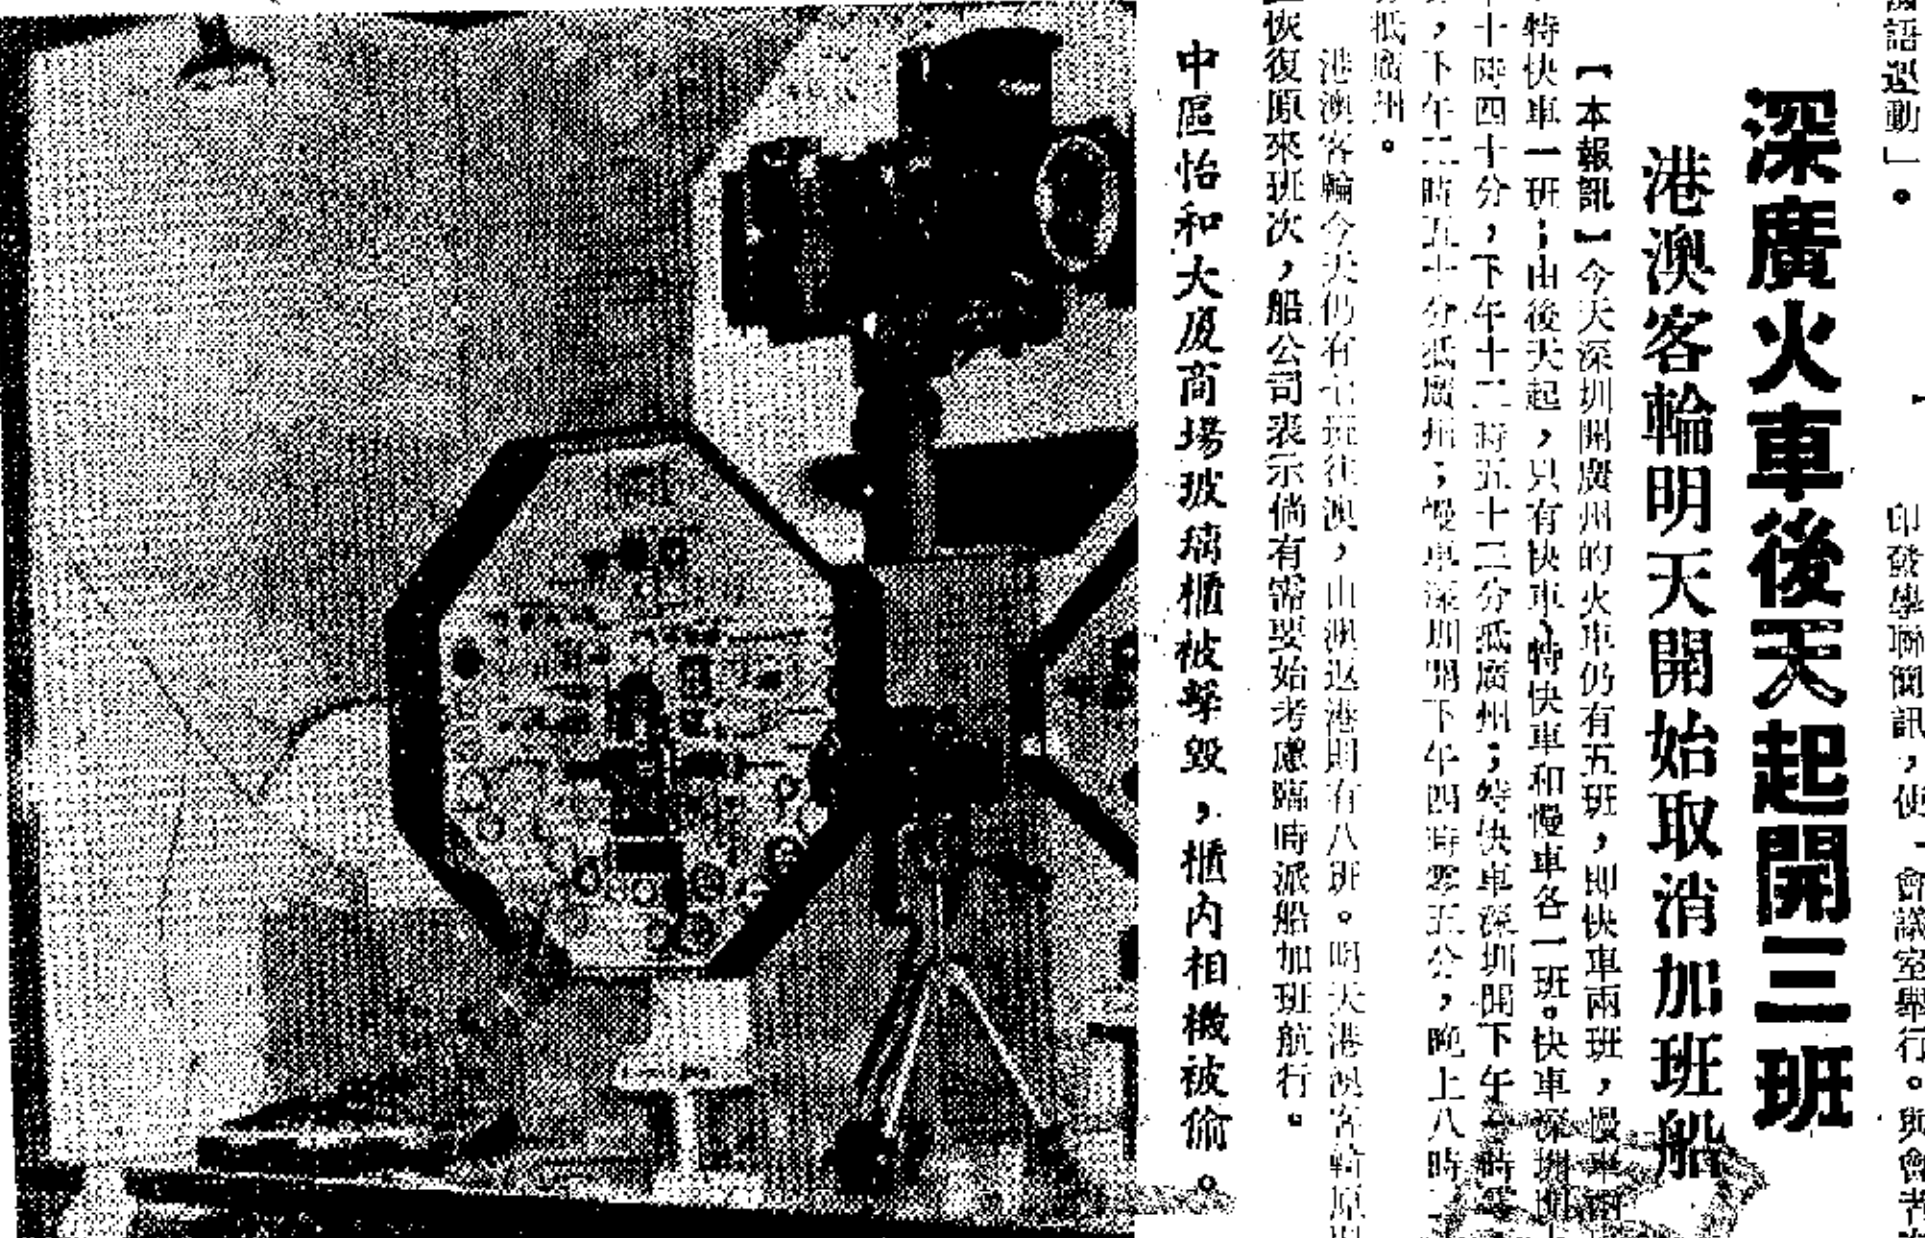 語運動」。
印發學聯簡訊，使
會議室舉行。與會者
深廣火車後天起開三班
港澳客輪明天開始取消加班船
【本報訊】今天深圳開廣州的火車仍有五班，即快車兩班，慢車兩
特快車一班；由後天起，只有快車、特快車和慢車各一班。快車深圳開
十時四十分，下午十二時五十二分抵廣州；特快車深圳開下午一時
，下午二時五十分抵廣州；慢車深圳開下午四時零五分，晚上八時
抵廣州。
港澳客輪今天仍有七班往澳，由澳返港則有八班。明天港澳客輪原
恢復原來班次，船公司表示倘有需要始考慮臨時派船加班航行。
中區怡和大廈商場玻璃櫃被擊毀，櫃內相機被偷。